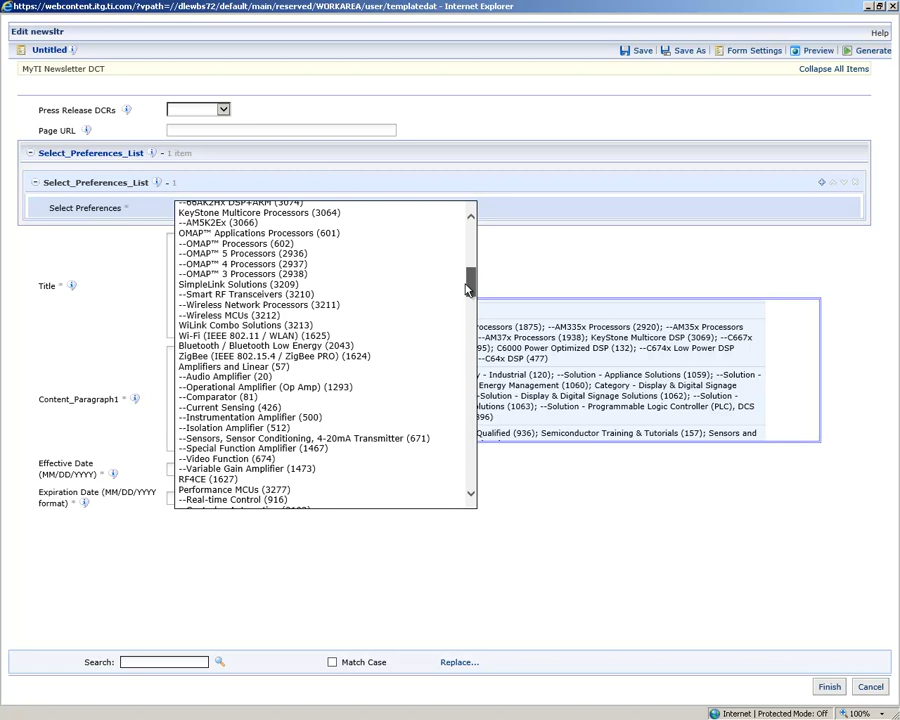 https://webcontent.itg.ti.com/?vpath=//dlewbs72/default/main/reserved/WORKAREA/user/templatedat - Internet Explorer
Edit newsltr
Help
Untitled
Save
Save As
Form Settings
Preview
Generate
MyTI Newsletter DCT
Collapse All Items
Press Release DCRs
Page URL
Select_Preferences_List - 1 item
Select_Preferences_List - 1
Select Preferences *
--66AK2Hx DSP+ARM (3074)
KeyStone Multicore Processors (3064)
--AM5K2Ex (3066)
OMAP™ Applications Processors (601)
--OMAP™ Processors (602)
--OMAP™ 5 Processors (2936)
--OMAP™ 4 Processors (2937)
--OMAP™ 3 Processors (2938)
SimpleLink Solutions (3209)
--Smart RF Transceivers (3210)
--Wireless Network Processors (3211)
--Wireless MCUs (3212)
WiLink Combo Solutions (3213)
Wi-Fi (IEEE 802.11 / WLAN) (1625)
Bluetooth / Bluetooth Low Energy (2043)
ZigBee (IEEE 802.15.4 / ZigBee PRO) (1624)
Amplifiers and Linear (57)
--Audio Amplifier (20)
--Operational Amplifier (Op Amp) (1293)
--Comparator (81)
--Current Sensing (426)
--Instrumentation Amplifier (500)
--Isolation Amplifier (512)
--Sensors, Sensor Conditioning, 4-20mA Transmitter (671)
--Special Function Amplifier (1467)
--Video Function (674)
--Variable Gain Amplifier (1473)
RF4CE (1627)
Performance MCUs (3277)
--Real-time Control (916)
Title *
ocessors (1875); --AM335x Processors (2920); --AM35x Processors
--AM37x Processors (1938); KeyStone Multicore DSP (3069); --C667x
95); C6000 Power Optimized DSP (132); --C674x Low Power DSP
--C64x DSP (477)
y - Industrial (120); --Solution - Appliance Solutions (1059); --Solution -
Energy Management (1060); Category - Display & Digital Signage
Solution - Display & Digital Signage Solutions (1062); --Solution -
lutions (1063); --Solution - Programmable Logic Controller (PLC), DCS
396)
Qualified (936); Semiconductor Training & Tutorials (157); Sensors and
Content_Paragraph1 *
Effective Date
(MM/DD/YYYY) *
Expiration Date (MM/DD/YYYY
format) *
Search:
Match Case
Replace...
Finish
Cancel
Internet | Protected Mode: Off
100%